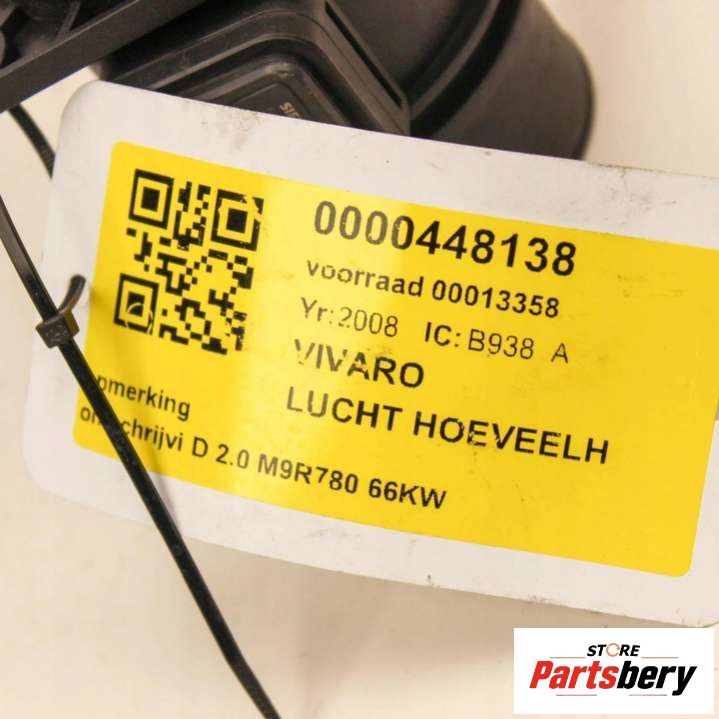 0000448138
voorraad 00013358
Yr:2008 IC:B938 A
VIVARO
LUCHT HOEVEELH
D 2.0 M9R780 66KW
STORE
Partsbery